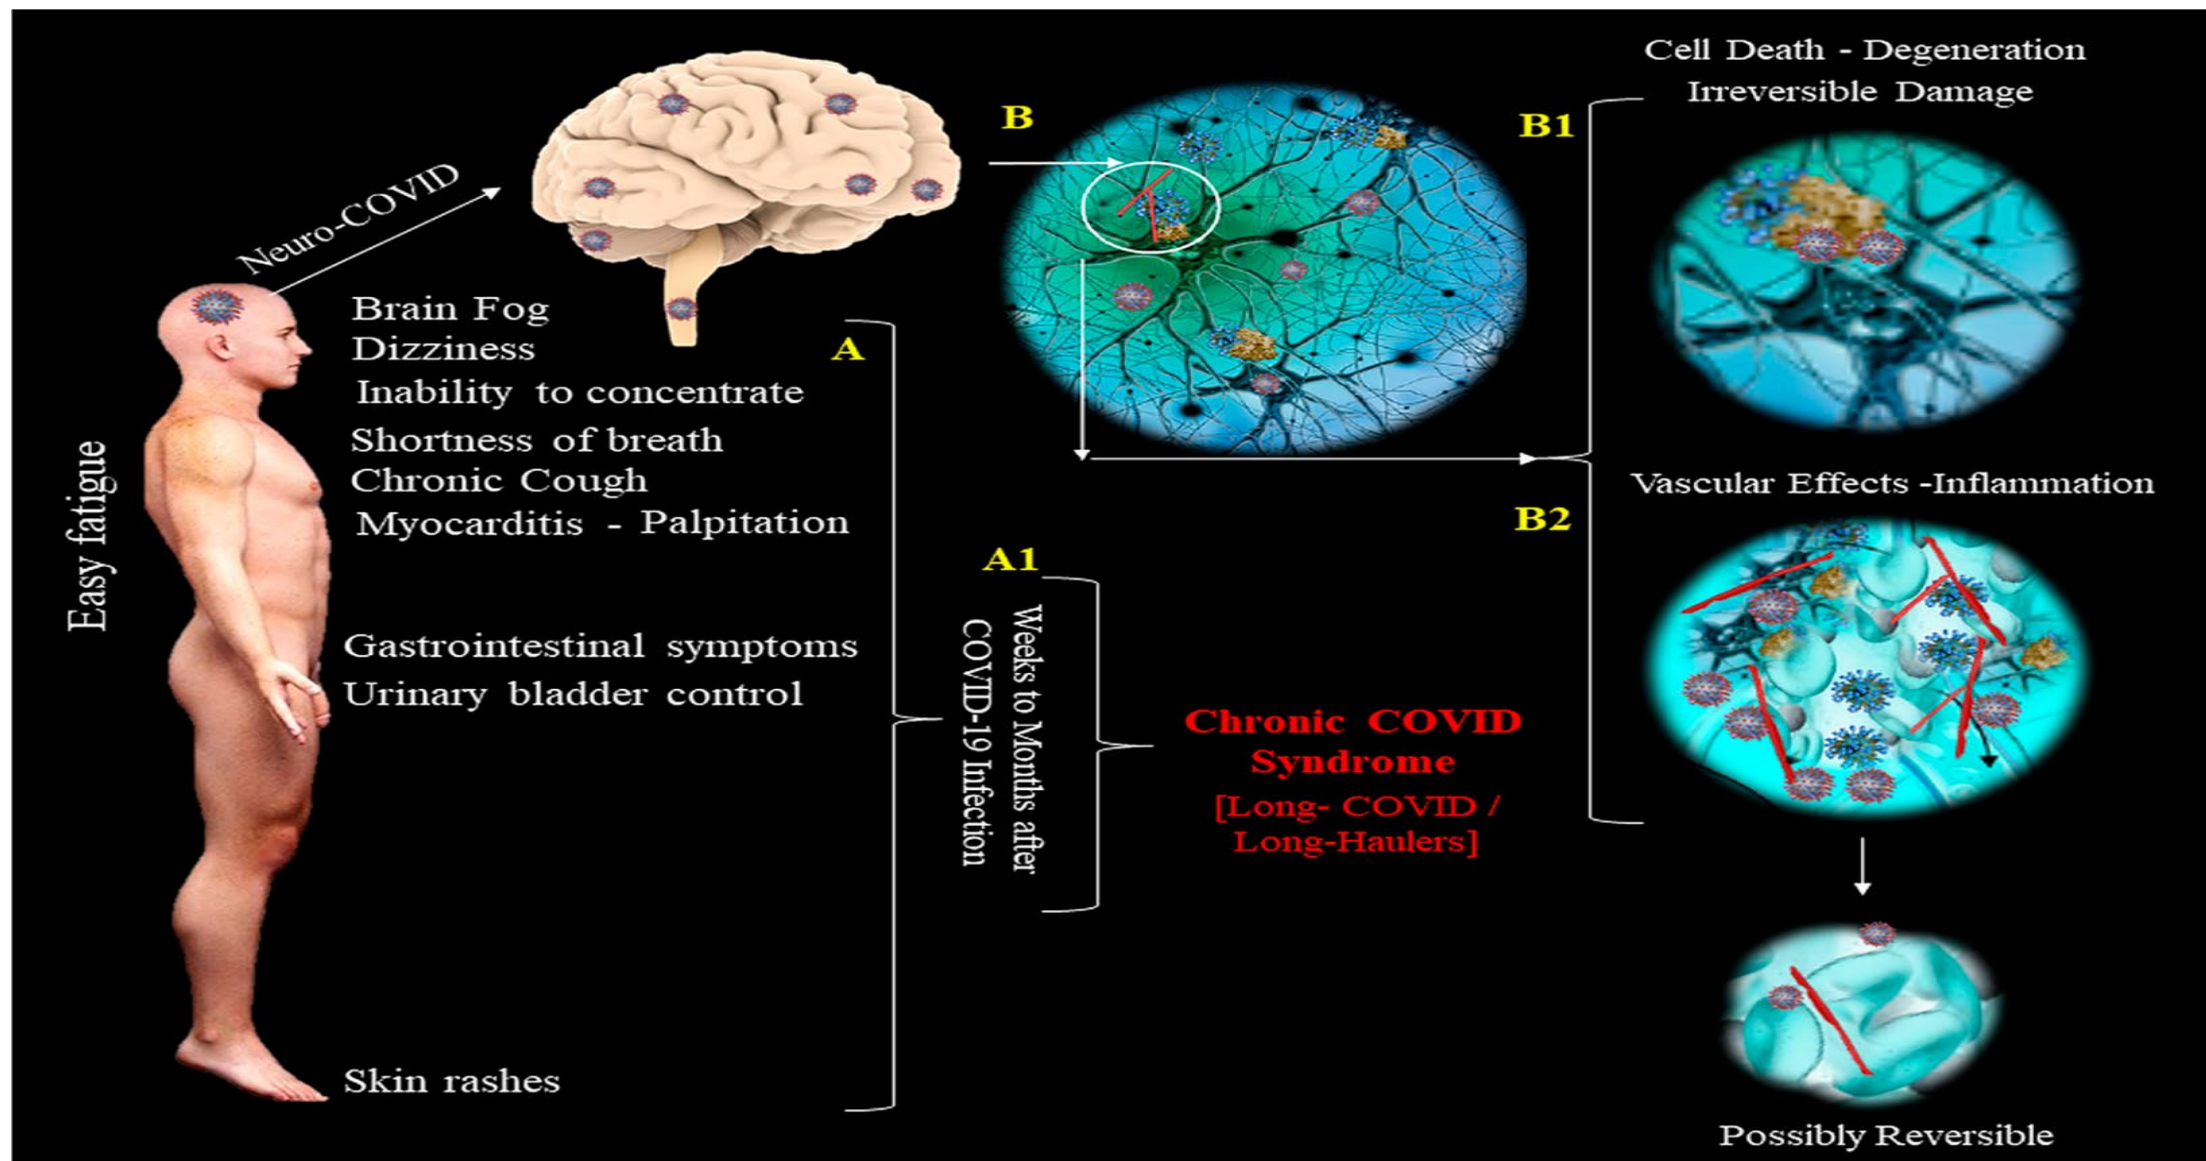 Neuro-COVID
Brain Fog
Dizziness
Inability to concentrate
Shortness of breath
Chronic Cough
Myocarditis - Palpitation
Easy fatigue
Gastrointestinal symptoms
Urinary bladder control
Skin rashes
A
A1
Weeks to Months after
COVID-19 Infection
Chronic COVID
Syndrome
[Long- COVID /
Long-Haulers]
B
B1
Cell Death - Degeneration
Irreversible Damage
B2
Vascular Effects -Inflammation
Possibly Reversible